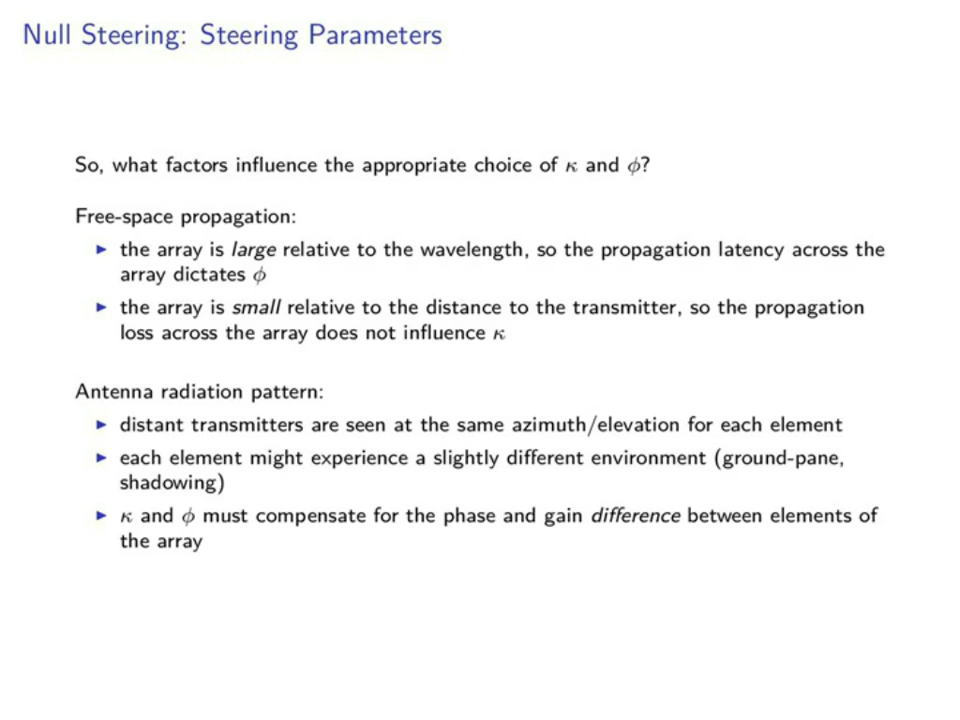 Null Steering: Steering Parameters
So, what factors influence the appropriate choice of κ and ϕ?
Free-space propagation:
▶ the array is large relative to the wavelength, so the propagation latency across the
array dictates ϕ
▶ the array is small relative to the distance to the transmitter, so the propagation
loss across the array does not influence κ
Antenna radiation pattern:
▶ distant transmitters are seen at the same azimuth/elevation for each element
▶ each element might experience a slightly different environment (ground-pane,
shadowing)
▶ κ and ϕ must compensate for the phase and gain difference between elements of
the array